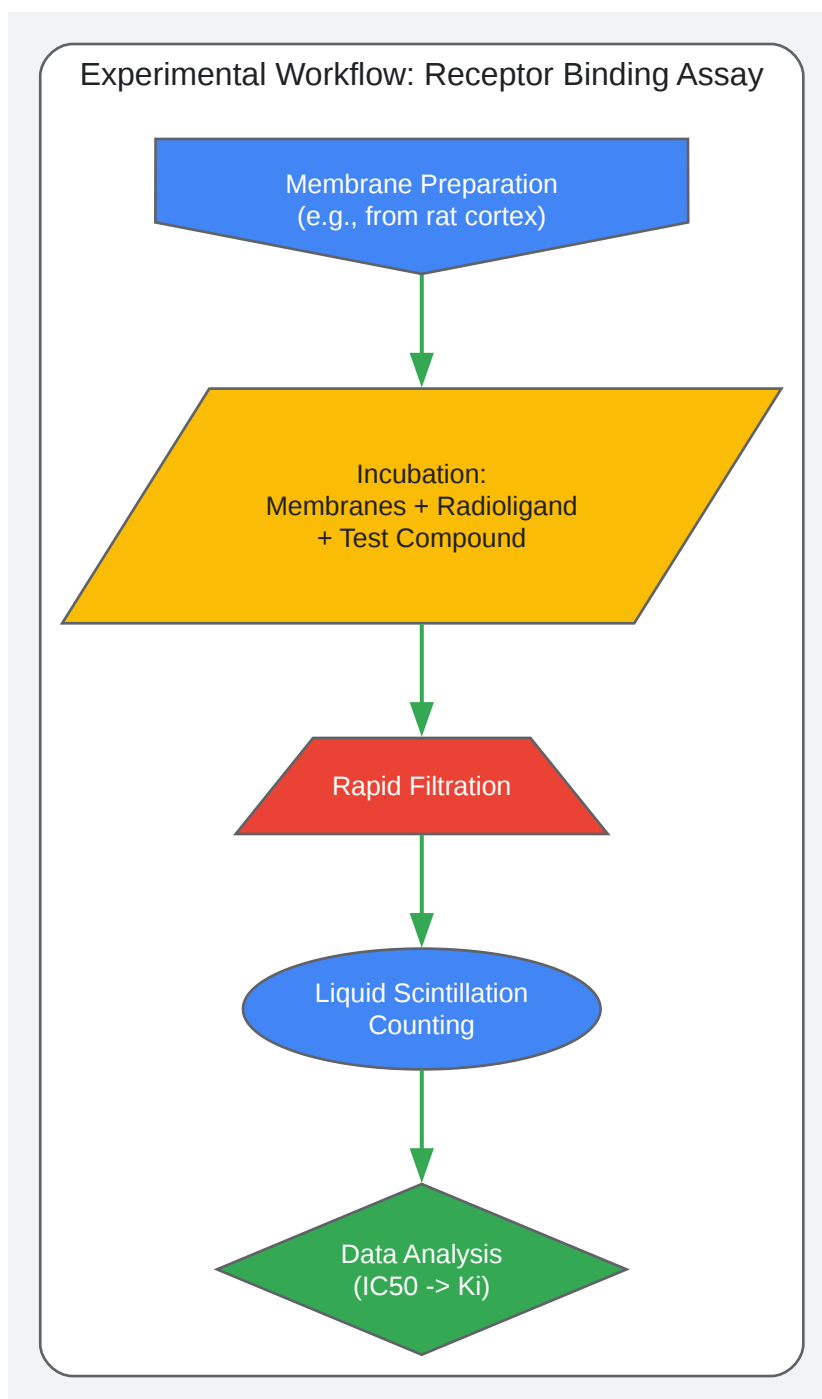 Experimental Workflow: Receptor Binding Assay
Membrane Preparation
(e.g., from rat cortex)
Incubation:
Membranes + Radioligand
+ Test Compound
Rapid Filtration
Liquid Scintillation
Counting
Data Analysis
(IC50 -> Ki)